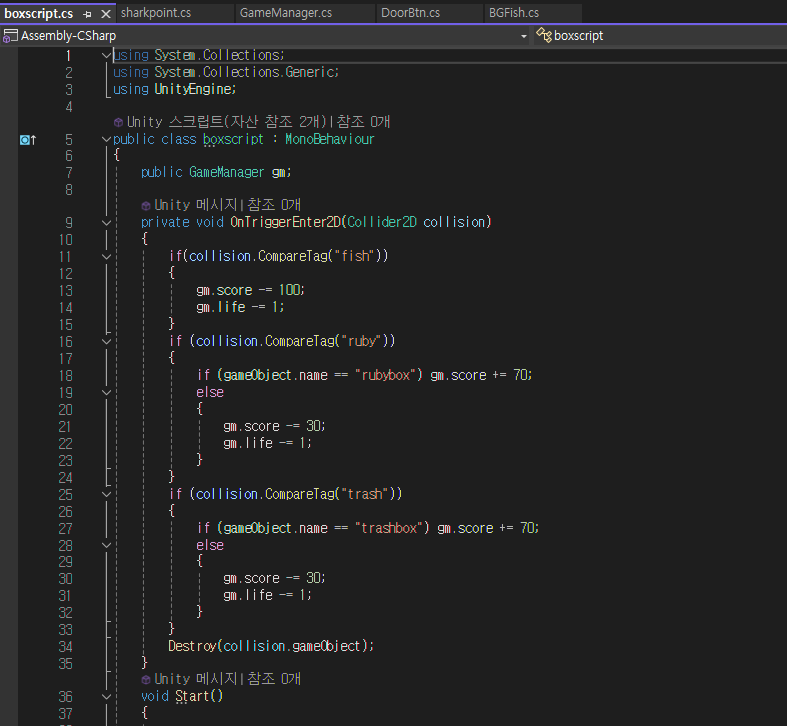 boxscript.cs sharkpoint.cs GameManager.cs DoorBtn.cs BGFish.cs
Assembly-CSharp boxscript
1 using System.Collections;
2 using System.Collections.Generic;
3 using UnityEngine;
4
Unity 스크립트(자산 참조 2개)|참조 0개
5 public class boxscript : MonoBehaviour
6 {
7 public GameManager gm;
8
Unity 메시지|참조 0개
9 private void OnTriggerEnter2D(Collider2D collision)
10 {
11 if(collision.CompareTag("fish"))
12 {
13 gm.score -= 100;
14 gm.life -= 1;
15 }
16 if (collision.CompareTag("ruby"))
17 {
18 if (gameObject.name == "rubybox") gm.score += 70;
19 else
20 {
21 gm.score -= 30;
22 gm.life -= 1;
23 }
24 }
25 if (collision.CompareTag("trash"))
26 {
27 if (gameObject.name == "trashbox") gm.score += 70;
28 else
29 {
30 gm.score -= 30;
31 gm.life -= 1;
32 }
33 }
34 Destroy(collision.gameObject);
35 }
Unity 메시지|참조 0개
36 void Start()
37 {